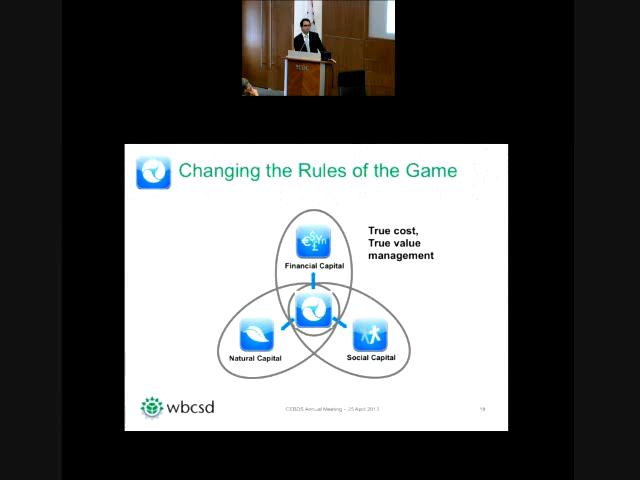 Changing the Rules of the Game
True cost,
True value
management
Financial Capital
Natural Capital
Social Capital
wbcsd
CEBDS Annual Meeting – 25 April 2013
18